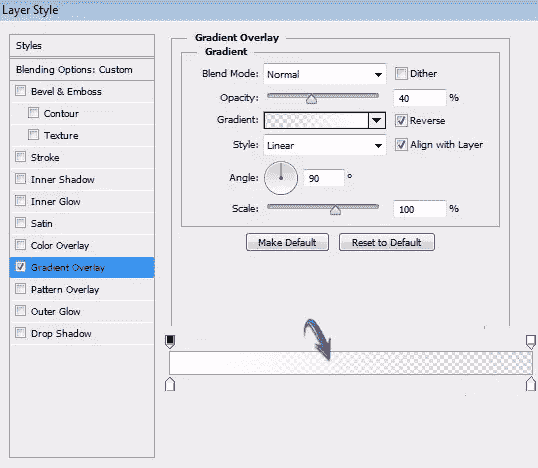 Layer Style
Styles
Blending Options: Custom
Bevel & Emboss
Contour
Texture
Stroke
Inner Shadow
Inner Glow
Satin
Color Overlay
Gradient Overlay
Pattern Overlay
Outer Glow
Drop Shadow
Gradient Overlay
Gradient
Blend Mode: Normal Dither
Opacity: 40 %
Gradient: Reverse
Style: Linear Align with Layer
Angle: 90 °
Scale: 100 %
Make Default Reset to Default